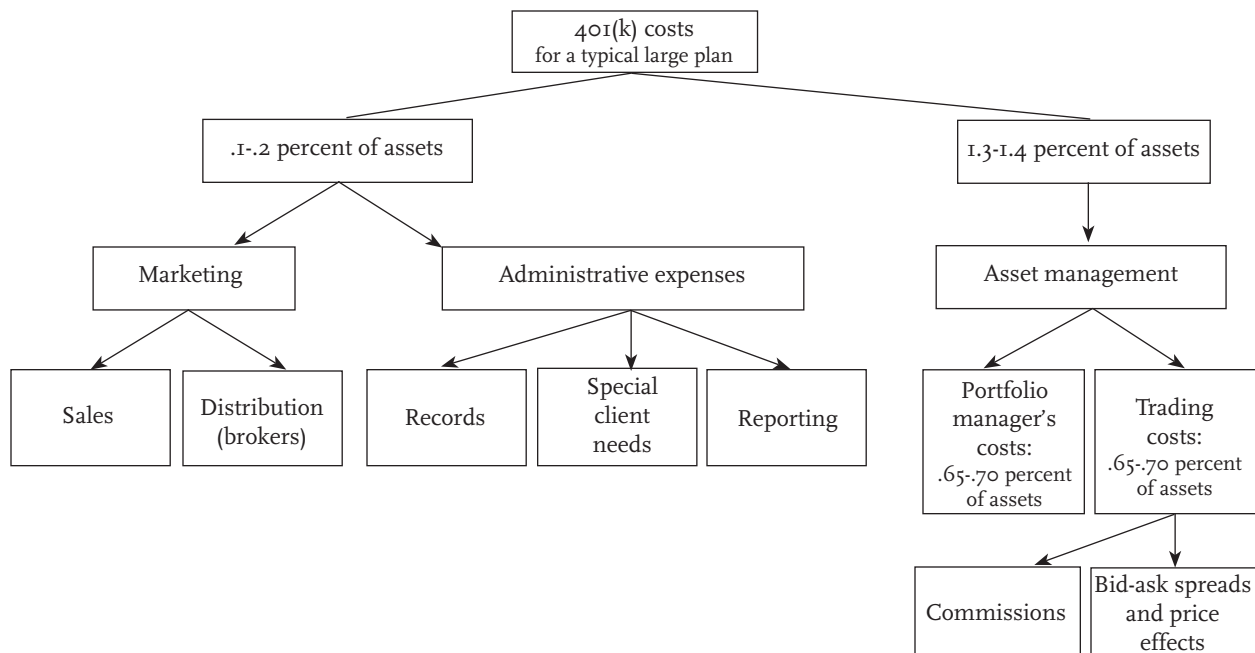 401(k) costs
for a typical large plan
.1-.2 percent of assets
1.3-1.4 percent of assets
Marketing
Administrative expenses
Asset management
Sales
Distribution
(brokers)
Records
Special
client
needs
Reporting
Portfolio
manager's
costs:
.65-.70 percent
of assets
Trading
costs:
.65-.70 percent
of assets
Commissions
Bid-ask spreads
and price
effects